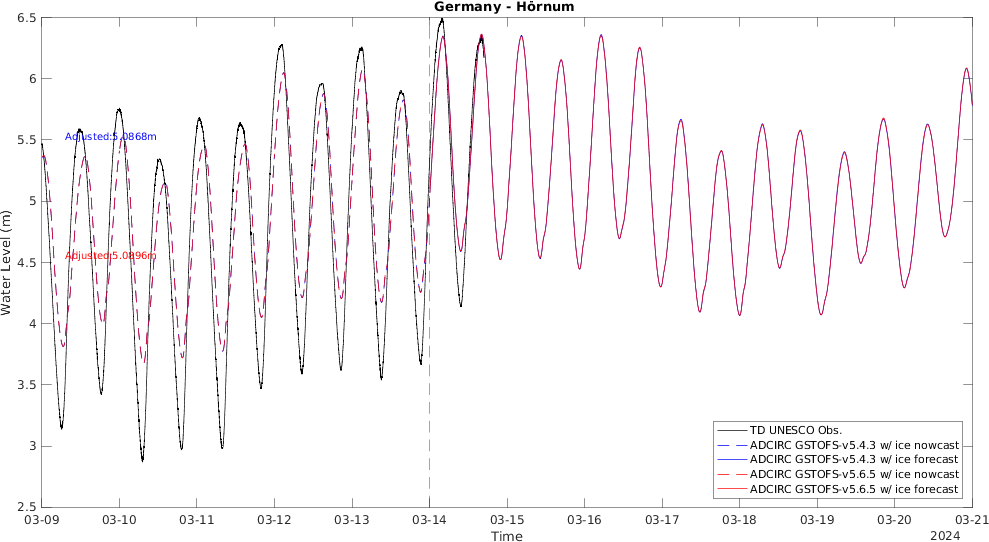 Germany - Hörnum
6.5
6
5.5
5
4.5
4
3.5
3
2.5
Water Level (m)
Adjusted:5.0868m
Adjusted:5.0896m
TD UNESCO Obs.
ADCIRC GSTOFS-v5.4.3 w/ ice nowcast
ADCIRC GSTOFS-v5.4.3 w/ ice forecast
ADCIRC GSTOFS-v5.6.5 w/ ice nowcast
ADCIRC GSTOFS-v5.6.5 w/ ice forecast
03-09 03-10 03-11 03-12 03-13 03-14 03-15 03-16 03-17 03-18 03-19 03-20 03-21
Time
2024